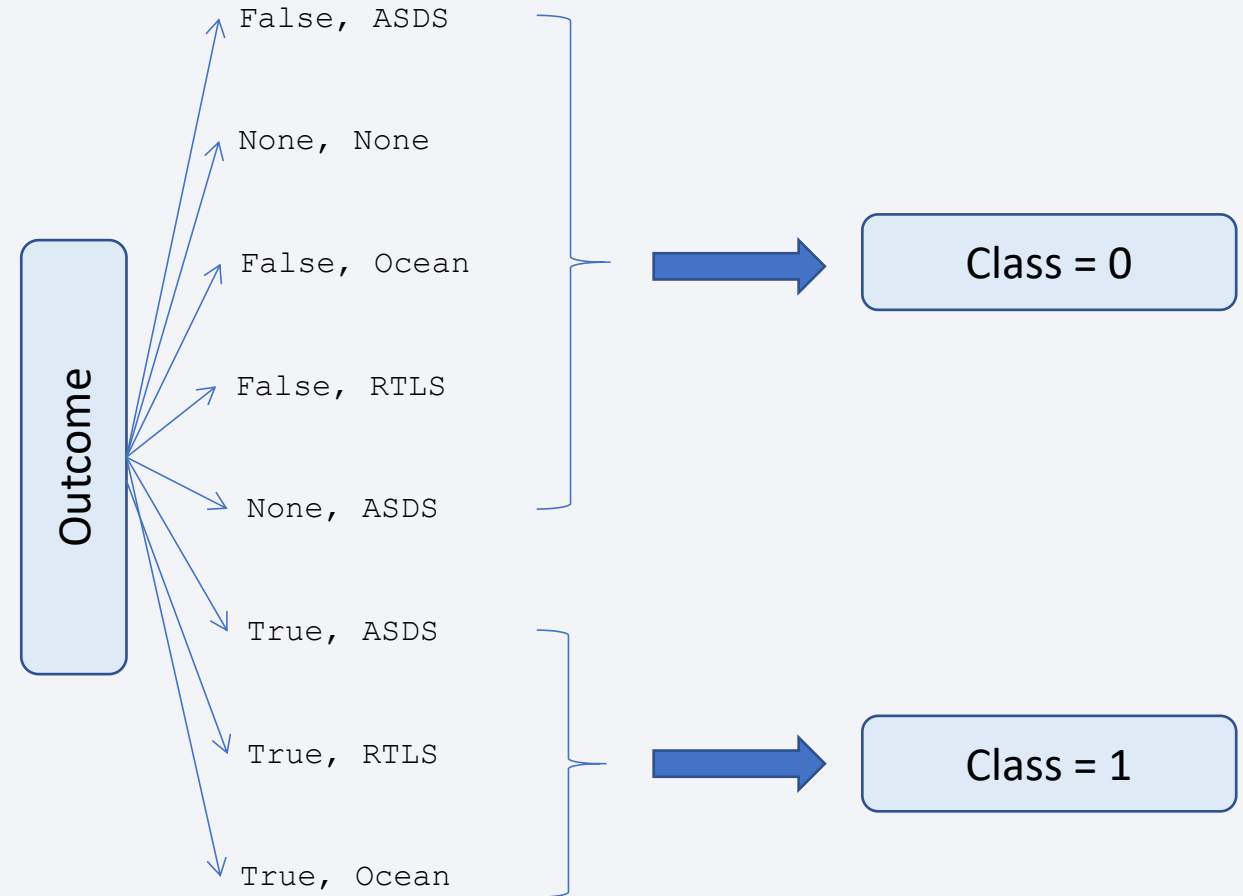 Outcome
False, ASDS
None, None
False, Ocean
False, RTLS
None, ASDS
True, ASDS
True, RTLS
True, Ocean
Class = 0
Class = 1